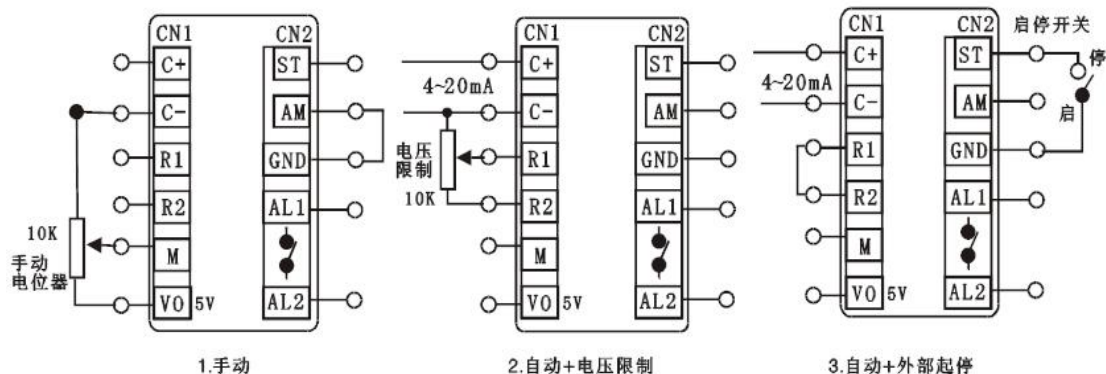 CN1 CN2
C+ ST
C- AM
R1 GND
R2 AL1
10K
手动
电位器
M
VO 5V AL2
1.手动
CN1 CN2
C+ ST
4~20mA
C- AM
电压
限制
R1 GND
10K
R2 AL1
M
VO 5V AL2
2.自动+电压限制
CN1 CN2 启停开关
C+ ST 停
4~20mA
C- AM 启
R1 GND
R2 AL1
M
VO 5V AL2
3.自动+外部起停